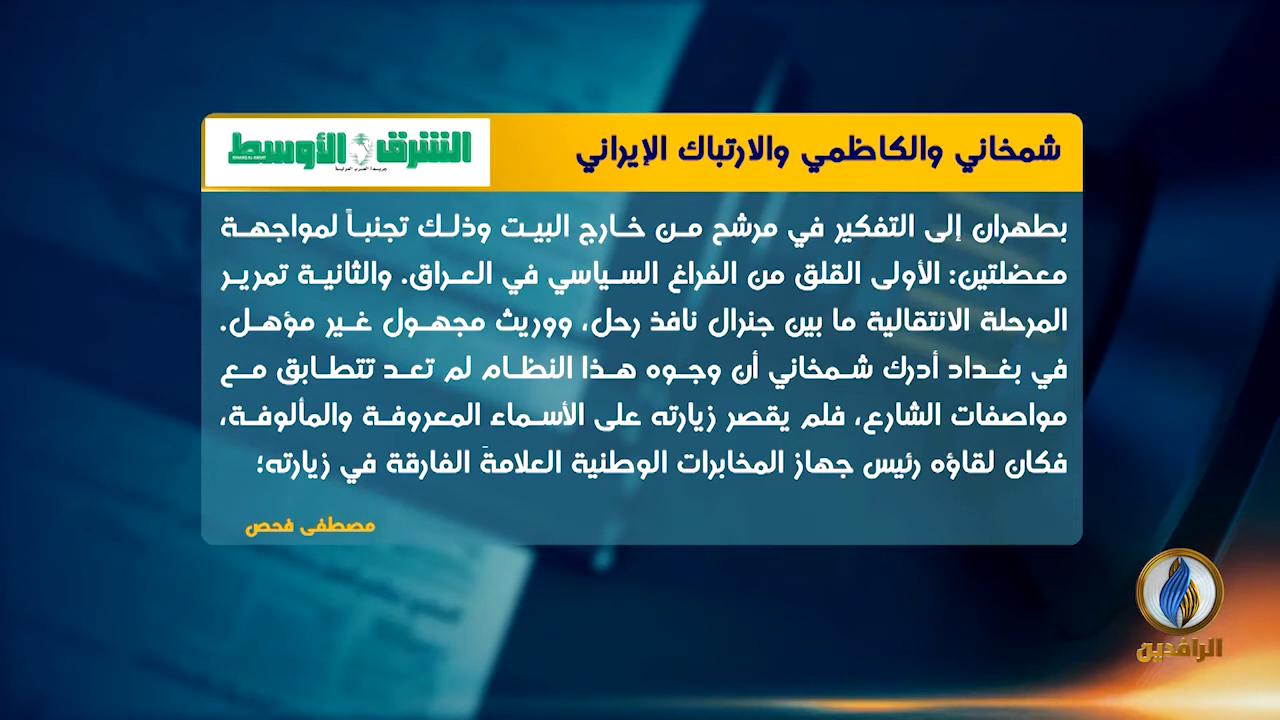 شمخاني والكاظمي والارتباك الإيراني
الشرق الأوسط
جريدة العرب الدولية
بطهران إلى التفكير في مرشح من خارج البيت وذلك تجنباً لمواجهة
معضلتين: الأولى القلق من الفراغ السياسي في العراق. والثانية تمرير
المرحلة الانتقالية ما بين جنرال نافذ رحل، ووريث مجهول غير مؤهل.
في بغداد أدرك شمخاني أن وجوه هذا النظام لم تعد تتطابق مع
مواصفات الشارع، فلم يقصر زيارته على الأسماء المعروفة والمألوفة،
فكان لقاؤه رئيس جهاز المخابرات الوطنية العلامةَ الفارقة في زيارته؛
مصطفى فحص
الرافدين